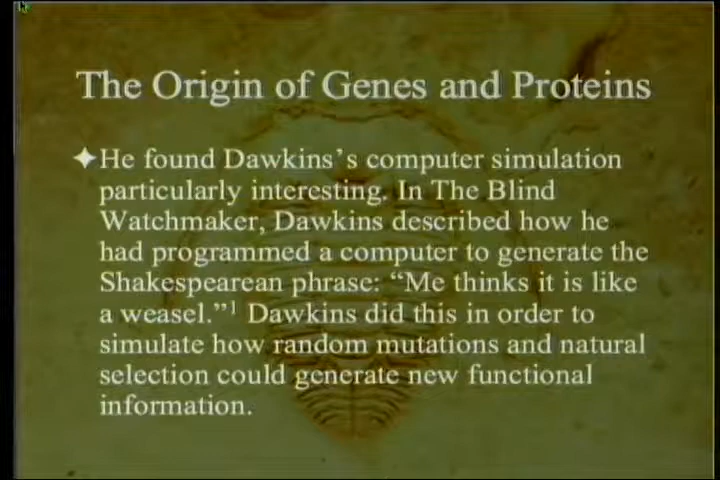 The Origin of Genes and Proteins
He found Dawkins's computer simulation
particularly interesting. In The Blind
Watchmaker, Dawkins described how he
had programmed a computer to generate the
Shakespearean phrase: “Me thinks it is like
a weasel.”¹ Dawkins did this in order to
simulate how random mutations and natural
selection could generate new functional
information.